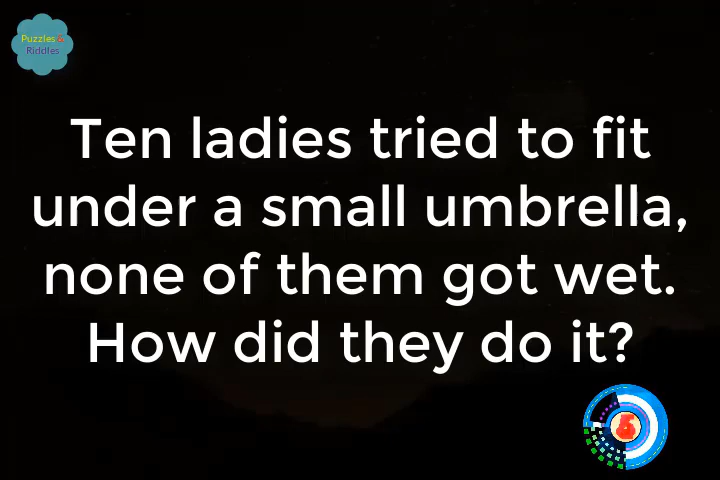 Puzzles &
Riddles
Ten ladies tried to fit
under a small umbrella,
none of them got wet.
How did they do it?
5